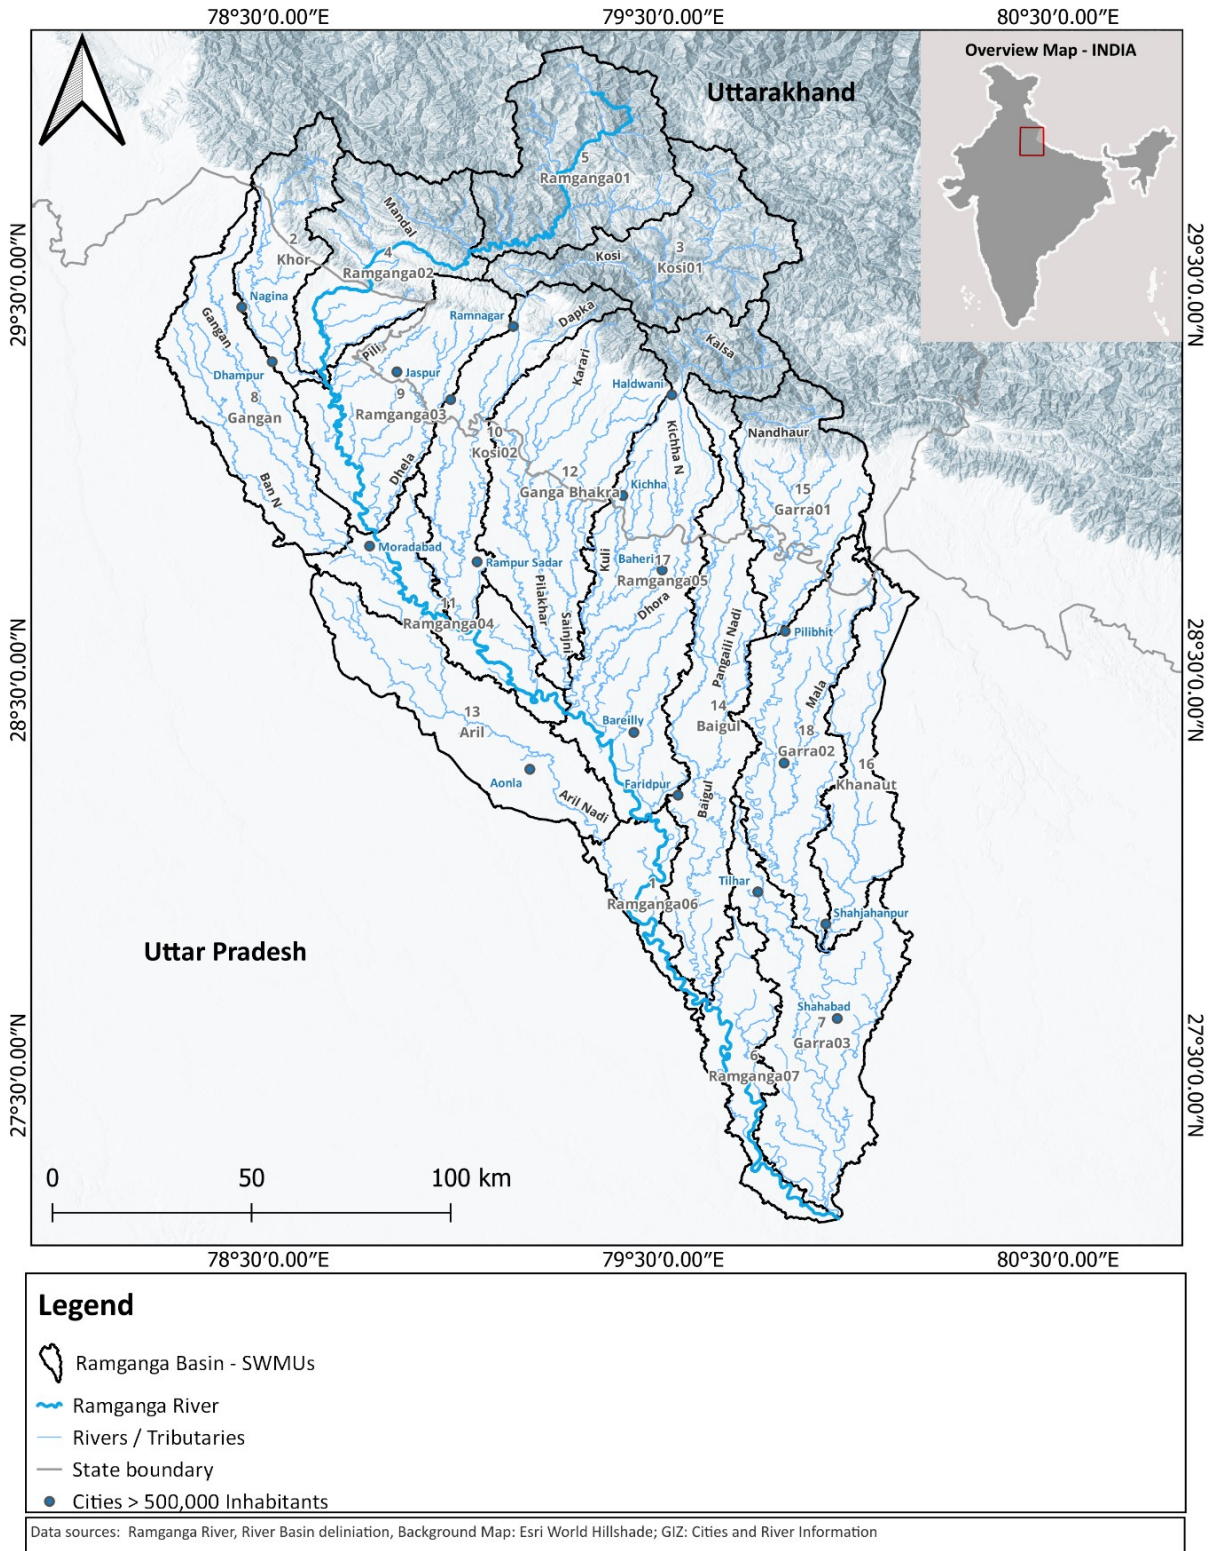 78°30′0.00″E
79°30′0.00″E
80°30′0.00″E
Overview Map - INDIA
Uttarakhand
5
Ramganga01
Mandal
2
Khor
4
Ramganga02
Kosi
3
Kosi01
29°30′0.00″N
29°30′0.00″N
Nagina
Gangan
Ramnagar
Dapka
Kalsa
Pili
Dhampur
Jaspur
Karari
Haldwani
8
Gangan
9
Ramganga03
10
Kosi02
Kichha N
Nandhaur
Dhela
Ban N
12
Ganga Bhakra
Kichha
15
Garra01
Moradabad
Rampur Sadar
Kuli
Baheri
17
Ramganga05
Dhora
Pilakhar
Sainjni
11
Ramganga04
Pangaili Nadi
Pilibhit
28°30′0.00″N
28°30′0.00″N
Mala
13
Aril
Bareilly
14
Baigul
18
Garra02
16
Khanaut
Aonla
Faridpur
Baigul
Aril Nadi
1
Ramganga06
Tilhar
Shahjahanpur
Uttar Pradesh
Shahabad
7
Garra03
6
Ramganga07
27°30′0.00″N
27°30′0.00″N
0 50 100 km
78°30′0.00″E
79°30′0.00″E
80°30′0.00″E
Legend
Ramganga Basin - SWMUs
Ramganga River
Rivers / Tributaries
State boundary
Cities > 500,000 Inhabitants
Data sources: Ramganga River, River Basin deliniation, Background Map: Esri World Hillshade; GIZ: Cities and River Information